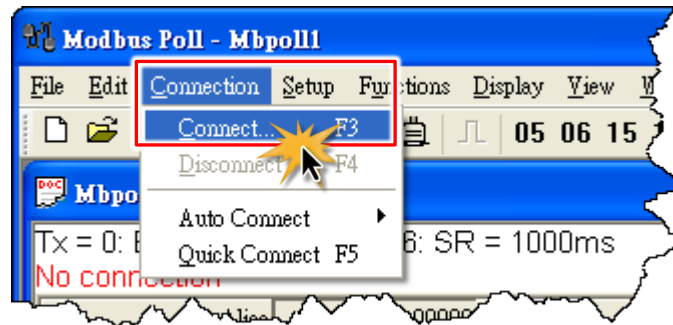 Modbus Poll - Mbpoll1
File Edit Connection Setup Functions Display View
Connect... F3
05 06 15
Disconnect F4
Mbpo
Auto Connect
Tx = 0: 6: SR = 1000ms
Quick Connect F5
No connection